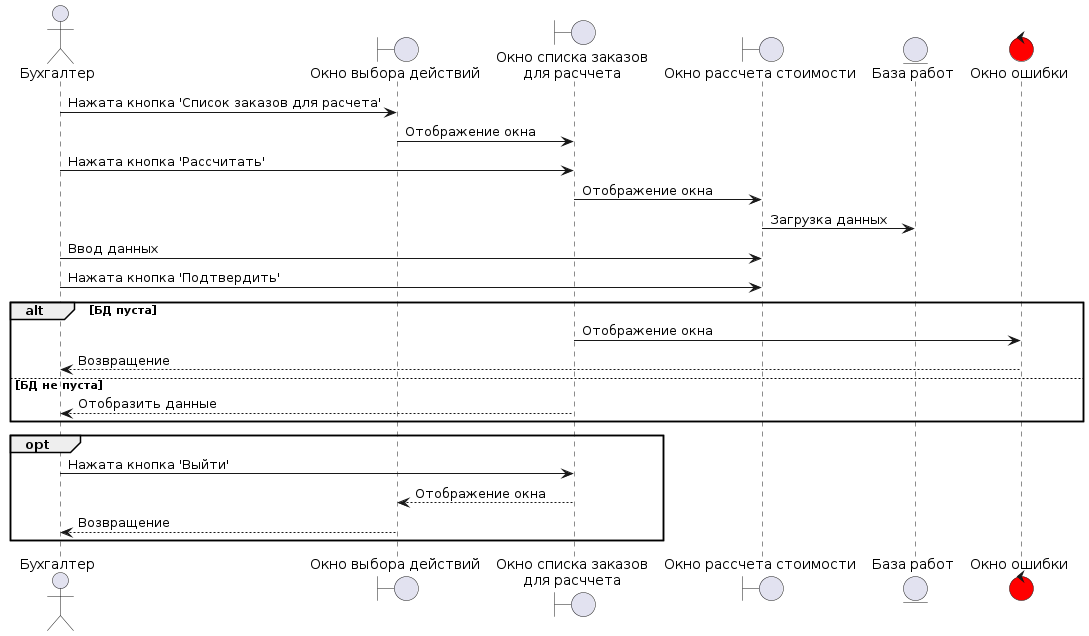 Бухгалтер
Окно выбора действий
Окно списка заказов
для расчета
Окно рассчета стоимости
База работ
Окно ошибки
Нажата кнопка 'Список заказов для расчета'
Отображение окна
Нажата кнопка 'Рассчитать'
Отображение окна
Загрузка данных
Ввод данных
Нажата кнопка 'Подтвердить'
alt [БД пуста]
Отображение окна
Возвращение
[БД не пуста]
Отобразить данные
opt
Нажата кнопка 'Выйти'
Отображение окна
Возвращение
Бухгалтер
Окно выбора действий
Окно списка заказов
для расчета
Окно рассчета стоимости
База работ
Окно ошибки